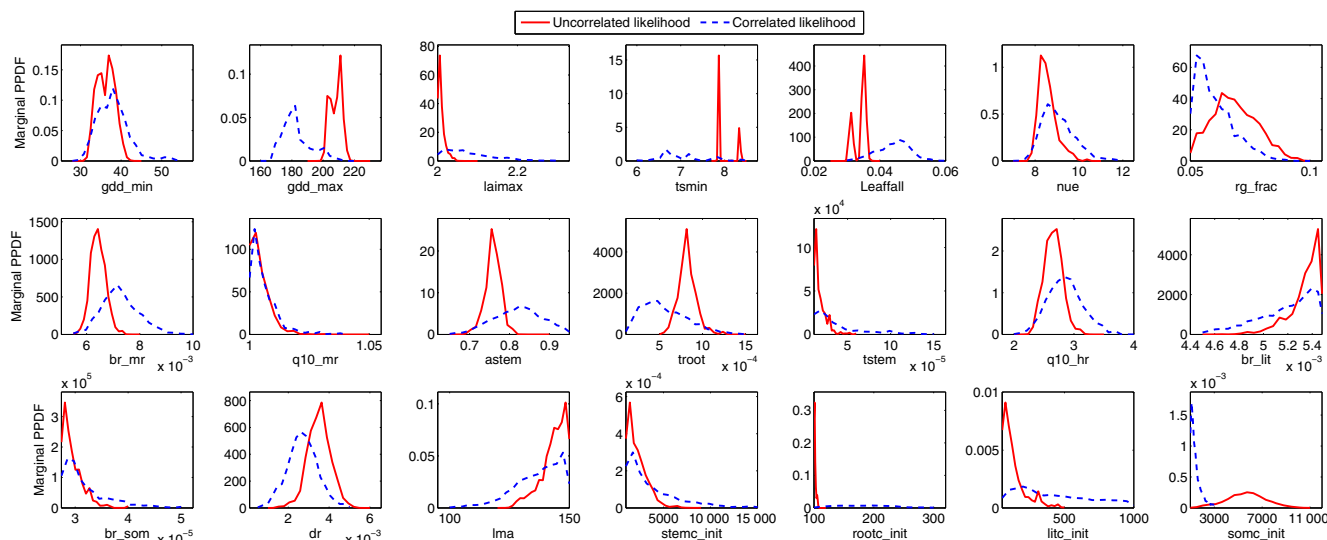 Uncorrelated likelihood Correlated likelihood
Marginal PPDF
0.15
0.1
0.05
0
30 40 50
gdd_min
0.1
0.05
0
160 180 200 220
gdd_max
80
60
40
20
0
2 2.2
laimax
15
10
5
0
6 7 8
tsmin
400
300
200
100
0
0.02 0.04 0.06
Leaffall
1
0.5
0
8 10 12
nue
60
40
20
0
0.05 0.1
rg_frac
Marginal PPDF
1500
1000
500
0
6 8 10
br_mr x 10⁻³
100
50
0
1 1.05
q10_mr
20
10
0
0.7 0.8 0.9
astem
4000
2000
0
5 10 15
troot x 10⁻⁴
x 10⁴
10
5
0
5 10 15
tstem x 10⁻⁵
2
1
0
2 3 4
q10_hr
4000
2000
0
4.4 4.6 4.8 5 5.2 5.4
br_lit x 10⁻³
Marginal PPDF
x 10⁵
3
2
1
0
3 4 5
br_som x 10⁻⁵
800
600
400
200
0
2 4 6
dr x 10⁻³
0.1
0.05
0
100 150
lma
x 10⁻⁴
6
4
2
0
5000 10000 15 000
stemc_init
0.3
0.2
0.1
0
100 200 300
rootc_init
0.01
0.005
0
500 1000
litc_init
x 10⁻³
1.5
1
0.5
0
3000 7000 11 000
somc_init